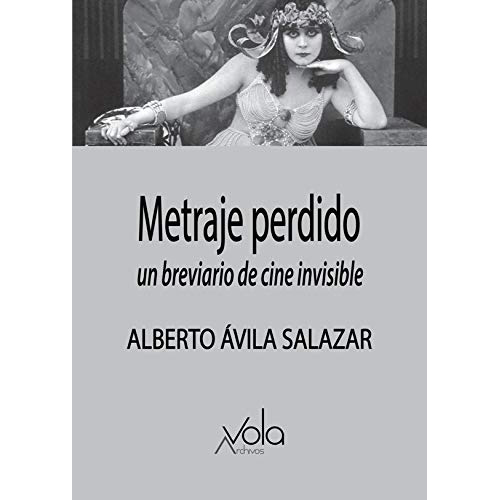 Metraje perdido
un breviario de cine invisible
ALBERTO ÁVILA SALAZAR
Vola
Archivos